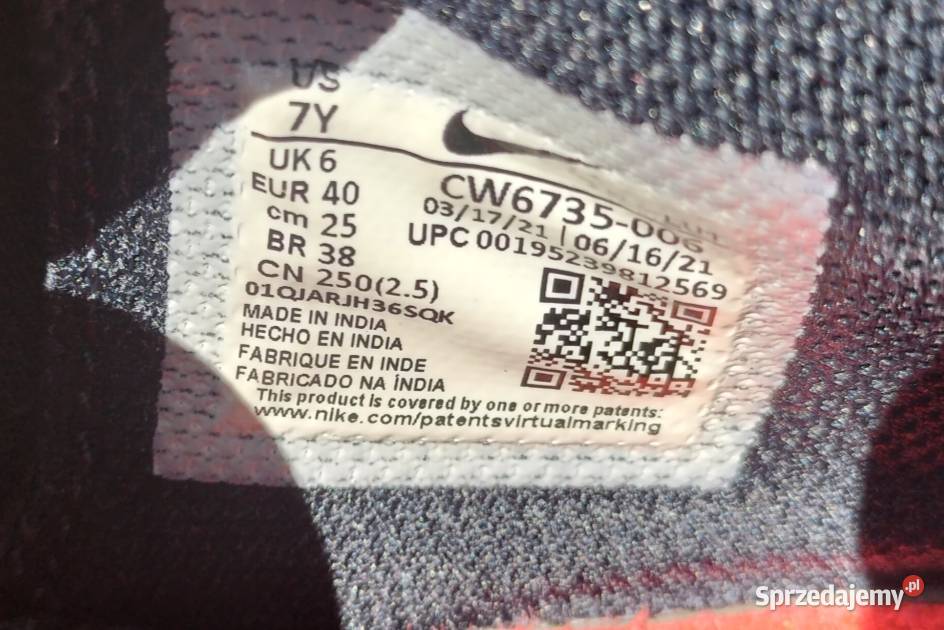 US
7Y
UK 6
EUR 40
cm 25
BR 38
CN 250(2.5)
01QJARJH36SQK
CW6735-006
03/17/21 | 06/16/21
UPC 00195239812569
MADE IN INDIA
HECHO EN INDIA
FABRIQUE EN INDE
FABRICADO NA ÍNDIA
This product is covered by one or more patents:
www.nike.com/patentsvirtualmarking
Sprzedajemy.pl